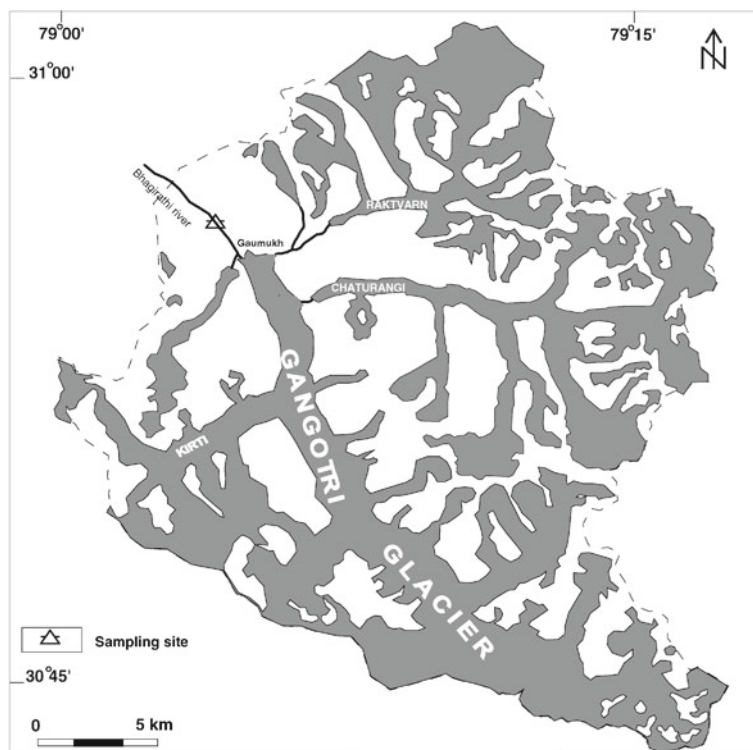 79°00'
79°15'
N
31°00'
Bhagirathi river
RAKTVARN
Gaumukh
CHATURANGI
GANGOTRI
KIRTI
GLACIER
Sampling site
30°45'
0 5 km